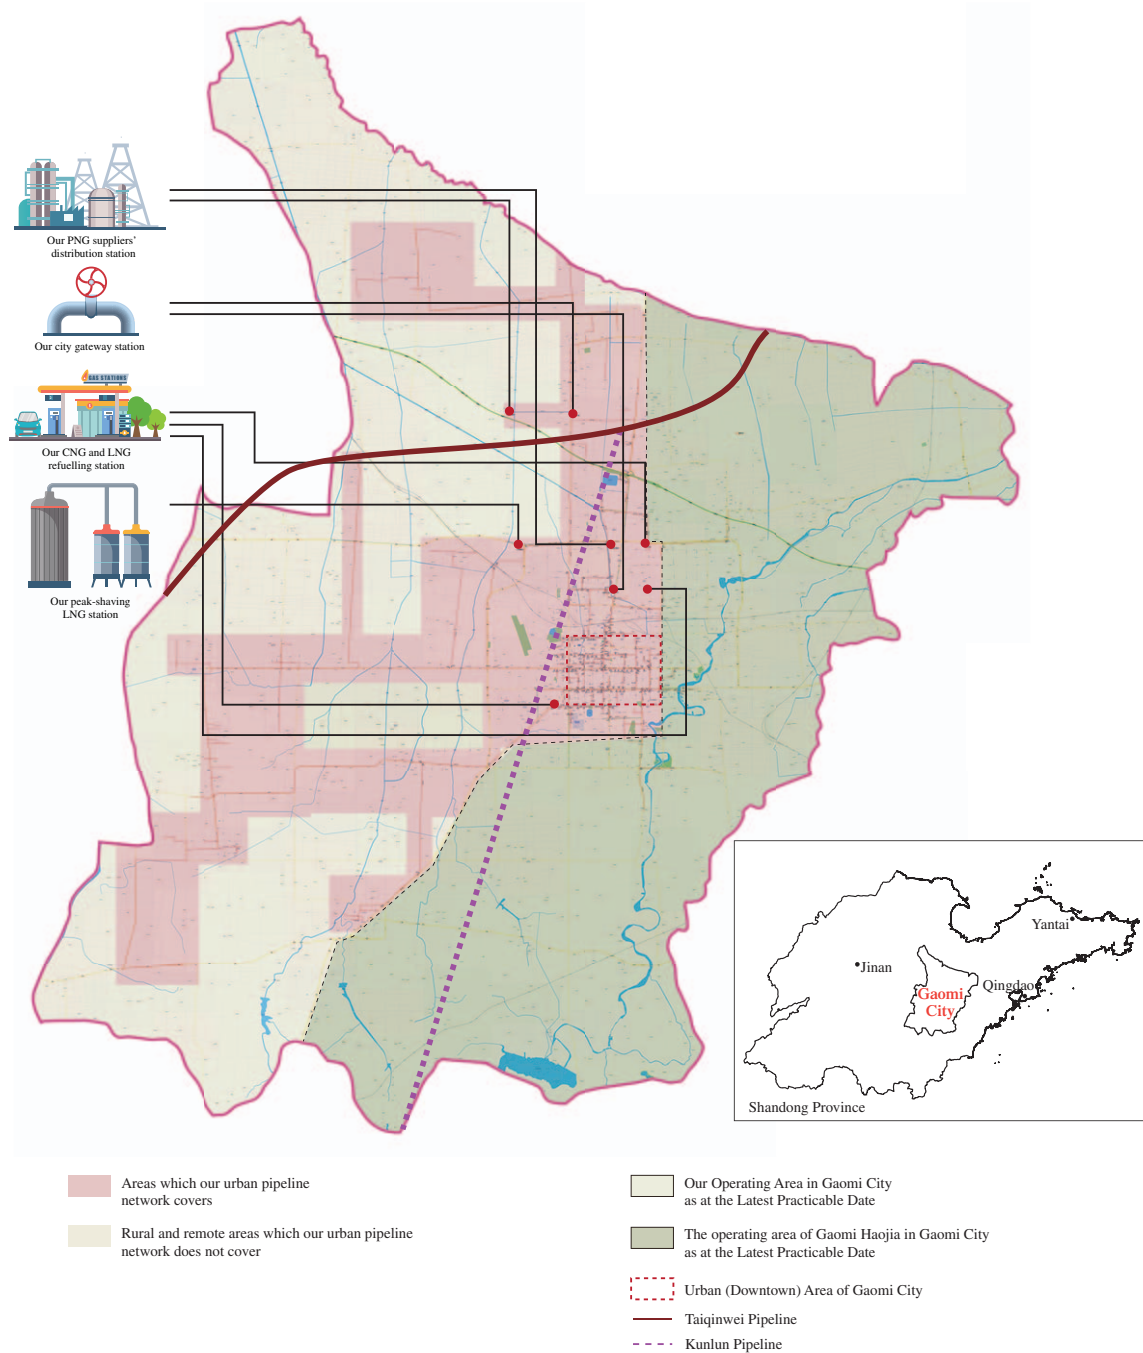 Our PNG suppliers’
distribution station
Our city gateway station
GAS STATIONS
Our CNG and LNG
refuelling station
Our peak-shaving
LNG station
Yantai
Jinan
Qingdao
Gaomi
City
Shandong Province
Areas which our urban pipeline
network covers
Rural and remote areas which our urban pipeline
network does not cover
Our Operating Area in Gaomi City
as at the Latest Practicable Date
The operating area of Gaomi Haojia in Gaomi City
as at the Latest Practicable Date
Urban (Downtown) Area of Gaomi City
Taiqinwei Pipeline
Kunlun Pipeline